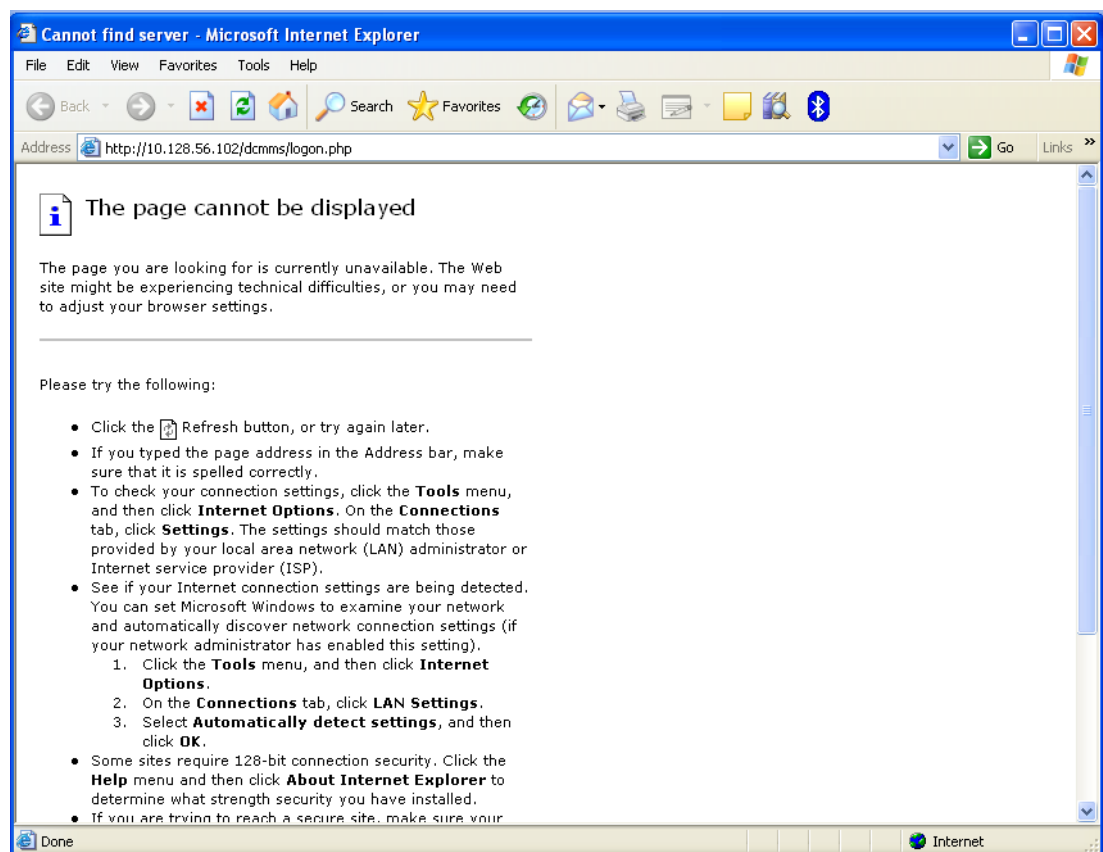 Cannot find server - Microsoft Internet Explorer
File Edit View Favorites Tools Help
Back Search Favorites
Address http://10.128.56.102/dcmms/logon.php Go Links »
i The page cannot be displayed
The page you are looking for is currently unavailable. The Web
site might be experiencing technical difficulties, or you may need
to adjust your browser settings.
Please try the following:
• Click the Refresh button, or try again later.
• If you typed the page address in the Address bar, make
sure that it is spelled correctly.
• To check your connection settings, click the Tools menu,
and then click Internet Options. On the Connections
tab, click Settings. The settings should match those
provided by your local area network (LAN) administrator or
Internet service provider (ISP).
• See if your Internet connection settings are being detected.
You can set Microsoft Windows to examine your network
and automatically discover network connection settings (if
your network administrator has enabled this setting).
1. Click the Tools menu, and then click Internet
Options.
2. On the Connections tab, click LAN Settings.
3. Select Automatically detect settings, and then
click OK.
• Some sites require 128-bit connection security. Click the
Help menu and then click About Internet Explorer to
determine what strength security you have installed.
• If you are trying to reach a secure site, make sure your
Done Internet